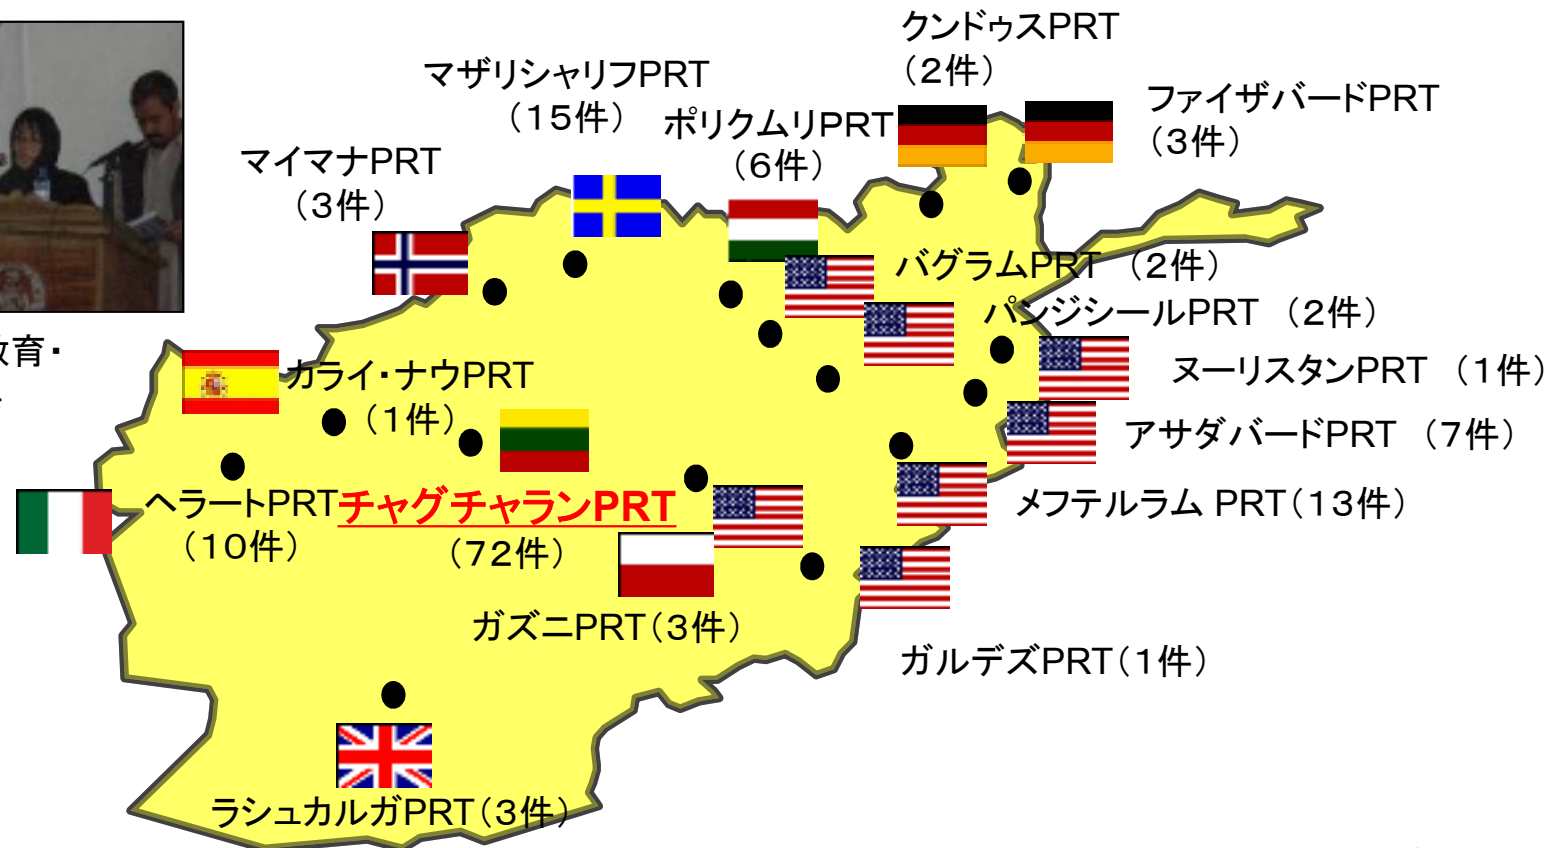 クンドゥスPRT
（２件）
マザリシャリフPRT
（１５件）
ファイザバードPRT
（３件）
ポリクムリPRT
（６件）
マイマナPRT
（３件）
バグラムPRT （２件）
パンジシールPRT （２件）
教育・
ヌーリスタンPRT （１件）
カライ・ナウPRT
（１件）
アサダバードPRT （７件）
ヘラートPRT
（１０件）
チャグチャランPRT
（７２件）
メフテルラム PRT（１３件）
ガズニPRT（３件）
ガルデズPRT（１件）
ラシュカルガPRT（３件）